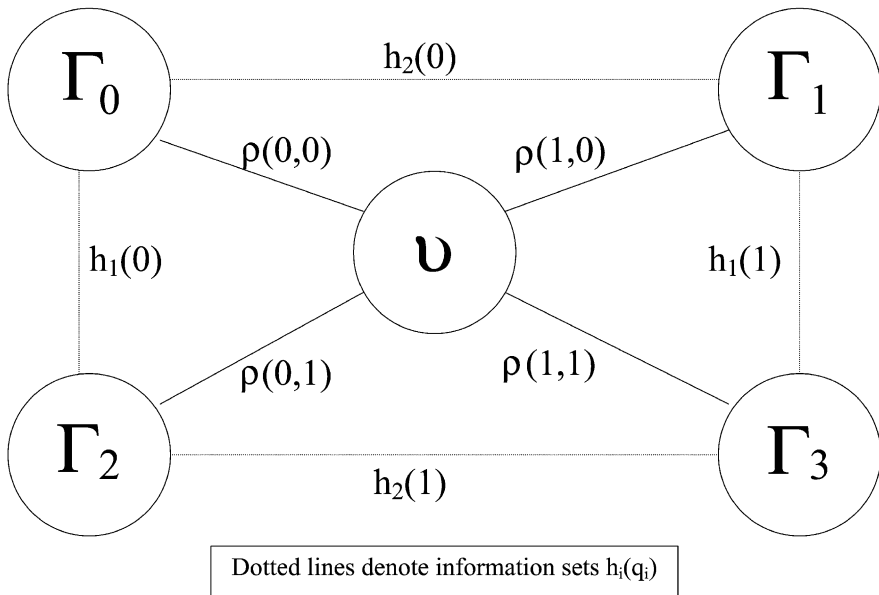 Γ₀
h₂(0)
Γ₁
ρ(0,0)
ρ(1,0)
υ
h₁(0)
h₁(1)
ρ(0,1)
ρ(1,1)
Γ₂
Γ₃
h₂(1)
Dotted lines denote information sets hᵢ(qᵢ)